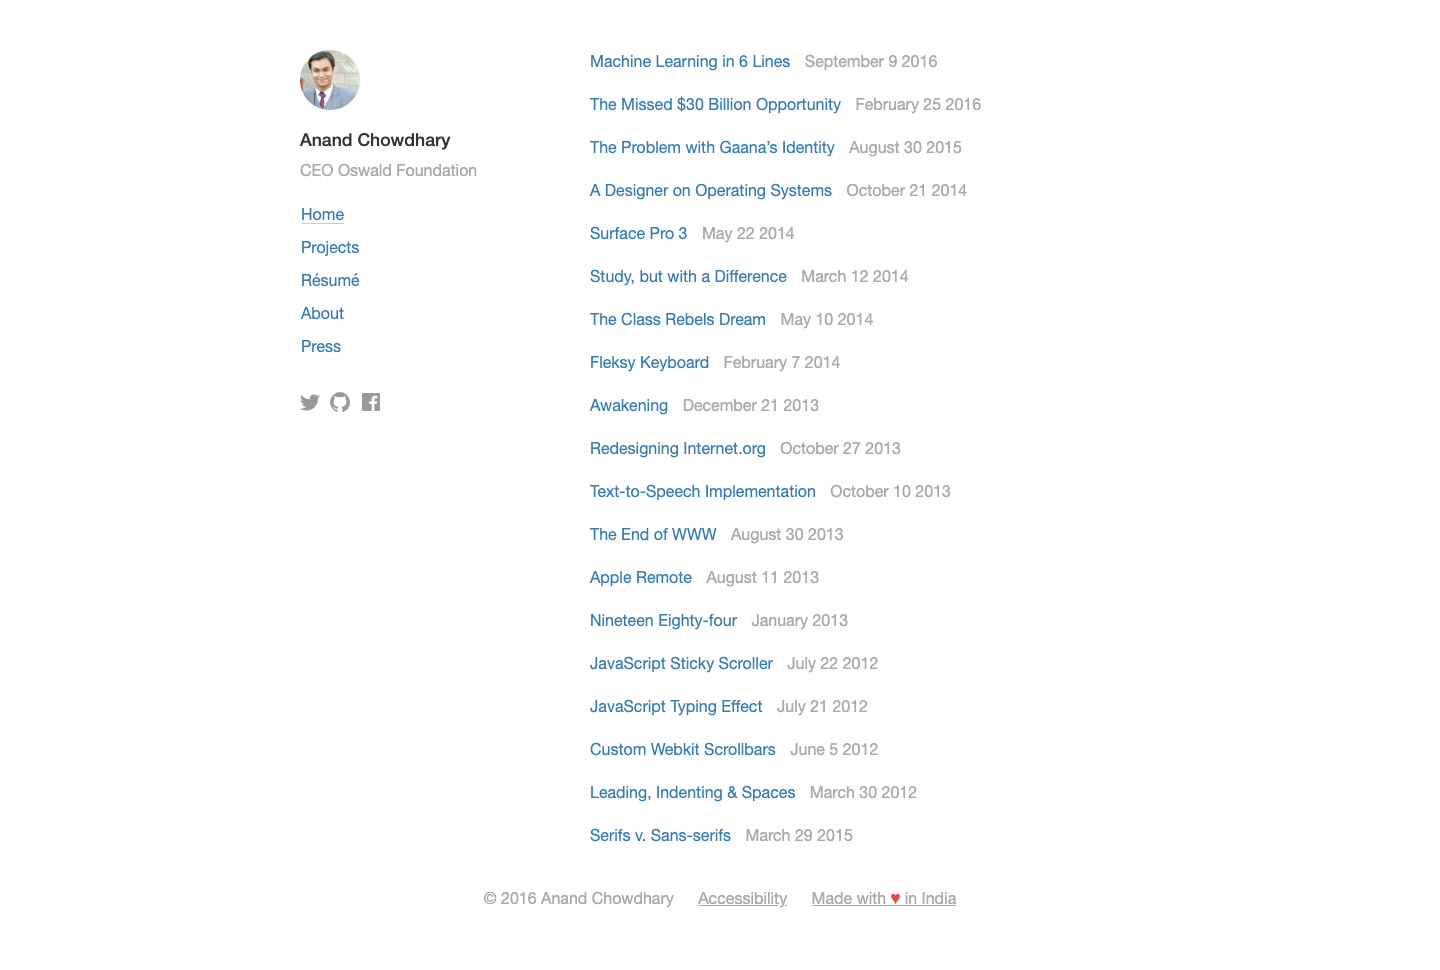 Anand Chowdhary
CEO Oswald Foundation
Home
Projects
Résumé
About
Press
Machine Learning in 6 Lines September 9 2016
The Missed $30 Billion Opportunity February 25 2016
The Problem with Gaana’s Identity August 30 2015
A Designer on Operating Systems October 21 2014
Surface Pro 3 May 22 2014
Study, but with a Difference March 12 2014
The Class Rebels Dream May 10 2014
Fleksy Keyboard February 7 2014
Awakening December 21 2013
Redesigning Internet.org October 27 2013
Text-to-Speech Implementation October 10 2013
The End of WWW August 30 2013
Apple Remote August 11 2013
Nineteen Eighty-four January 2013
JavaScript Sticky Scroller July 22 2012
JavaScript Typing Effect July 21 2012
Custom Webkit Scrollbars June 5 2012
Leading, Indenting & Spaces March 30 2012
Serifs v. Sans-serifs March 29 2015
© 2016 Anand Chowdhary Accessibility Made with ♥ in India